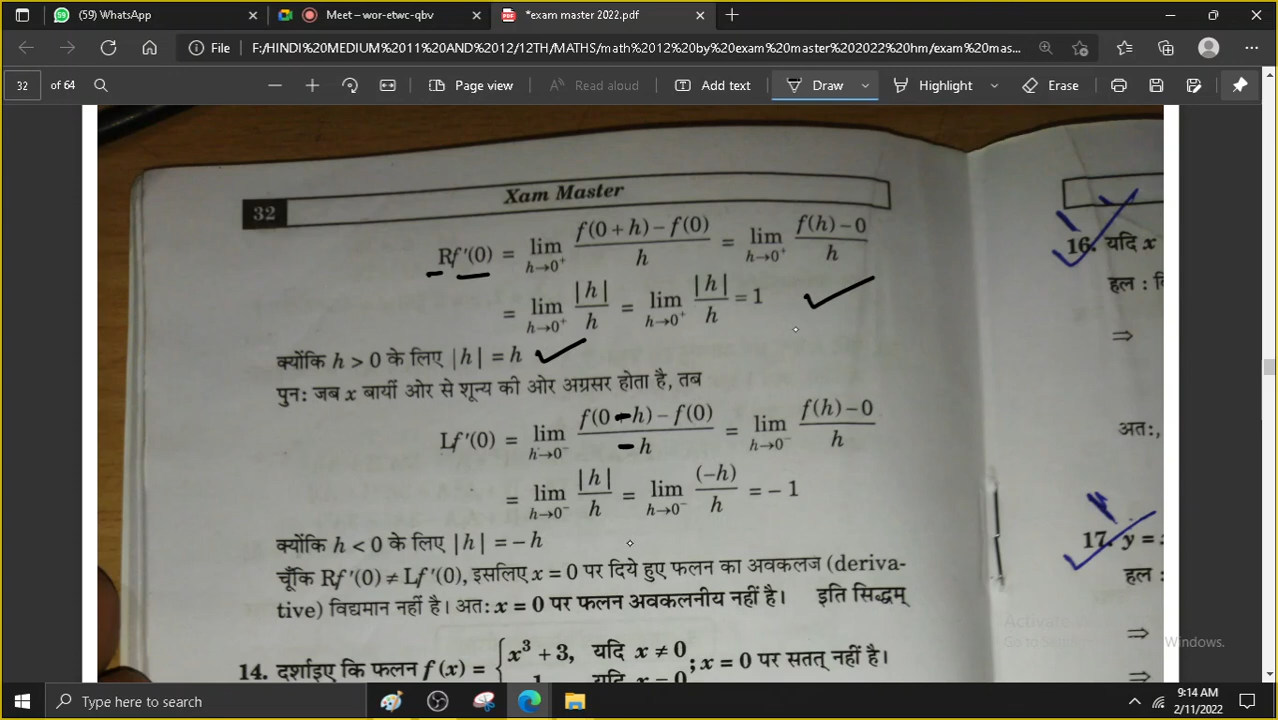 (59) WhatsApp
Meet – wor-etwc-qbv
*exam master 2022.pdf
File
F:/HINDI%20MEDIUM%2011%20AND%2012/12TH/MATHS/math%2012%20by%20exam%20master%202022%20hm/exam%20mas...
32 of 64
Page view
Read aloud
Add text
Draw
Highlight
Erase
32
Xam Master
Rf′(0) = lim h→0⁺ f(0 + h) – f(0) / h = lim h→0⁺ f(h) – 0 / h
= lim h→0⁺ |h| / h = lim h→0⁺ |h| / h = 1
क्योंकि h > 0 के लिए |h| = h
पुन: जब x बायीं ओर से शून्य की ओर अग्रसर होता है, तब
Lf′(0) = lim h→0⁻ f(0 – h) – f(0) / – h = lim h→0⁻ f(h) – 0 / h
= lim h→0⁻ |h| / h = lim h→0⁻ (–h) / h = – 1
क्योंकि h < 0 के लिए |h| = – h
चूँकि Rf′(0) ≠ Lf′(0), इसलिए x = 0 पर दिये हुए फलन का अवकलज (deriva-
tive) विद्यमान नहीं है। अत: x = 0 पर फलन अवकलनीय नहीं है। इति सिद्धम्
14. दर्शाइए कि फलन f (x) = { x³ + 3, यदि x ≠ 0 ; x = 0 पर सतत् नहीं है।
1 यदि x = 0
16. यदि x
हल :
⇒
अत:,
17. y =
हल :
⇒
⇒
Activate Windows.
Go to Settings
Type here to search
9:14 AM
2/11/2022